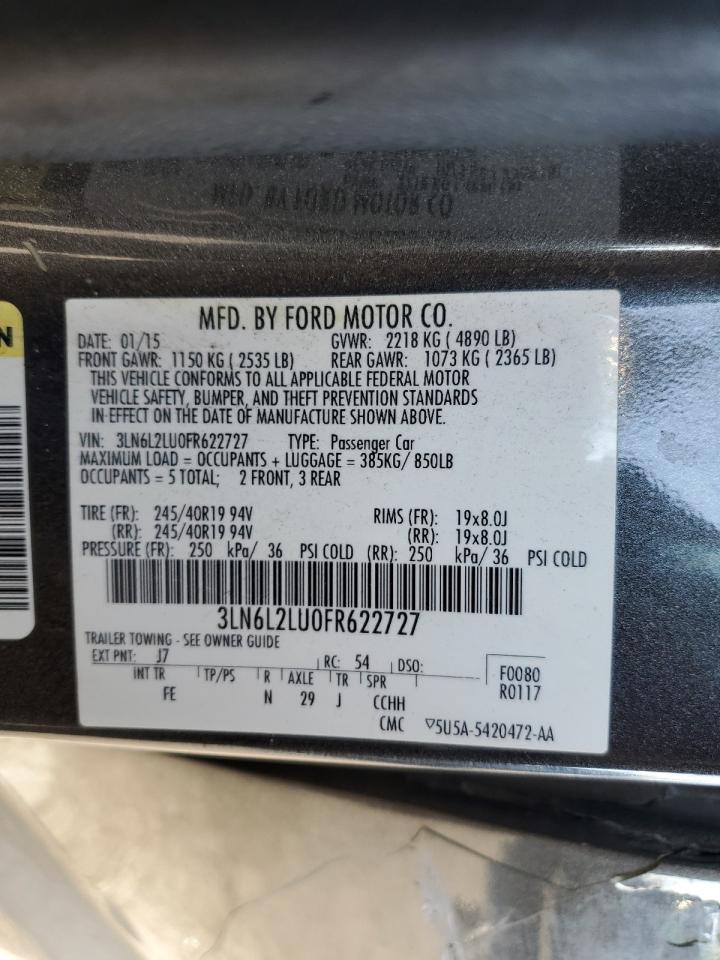 MFD. BY FORD MOTOR CO.
DATE: 01/15 GVWR: 2218 KG ( 4890 LB)
FRONT GAWR: 1150 KG ( 2535 LB) REAR GAWR: 1073 KG ( 2365 LB)
THIS VEHICLE CONFORMS TO ALL APPLICABLE FEDERAL MOTOR
VEHICLE SAFETY, BUMPER, AND THEFT PREVENTION STANDARDS
IN EFFECT ON THE DATE OF MANUFACTURE SHOWN ABOVE.
VIN: 3LN6L2LU0FR622727 TYPE: Passenger Car
MAXIMUM LOAD = OCCUPANTS + LUGGAGE = 385KG/ 850LB
OCCUPANTS = 5 TOTAL; 2 FRONT, 3 REAR
TIRE (FR): 245/40R19 94V RIMS (FR): 19x8.0J
(RR): 245/40R19 94V (RR): 19x8.0J
PRESSURE (FR): 250 kPa/ 36 PSI COLD (RR): 250 kPa/ 36 PSI COLD
3LN6L2LU0FR622727
TRAILER TOWING - SEE OWNER GUIDE
EXT PNT: J7 RC: 54 DSO: F0080
INT TR TP/PS R AXLE TR SPR R0117
FE N 29 J CCHH
CMC ▽5U5A-5420472-AA
N